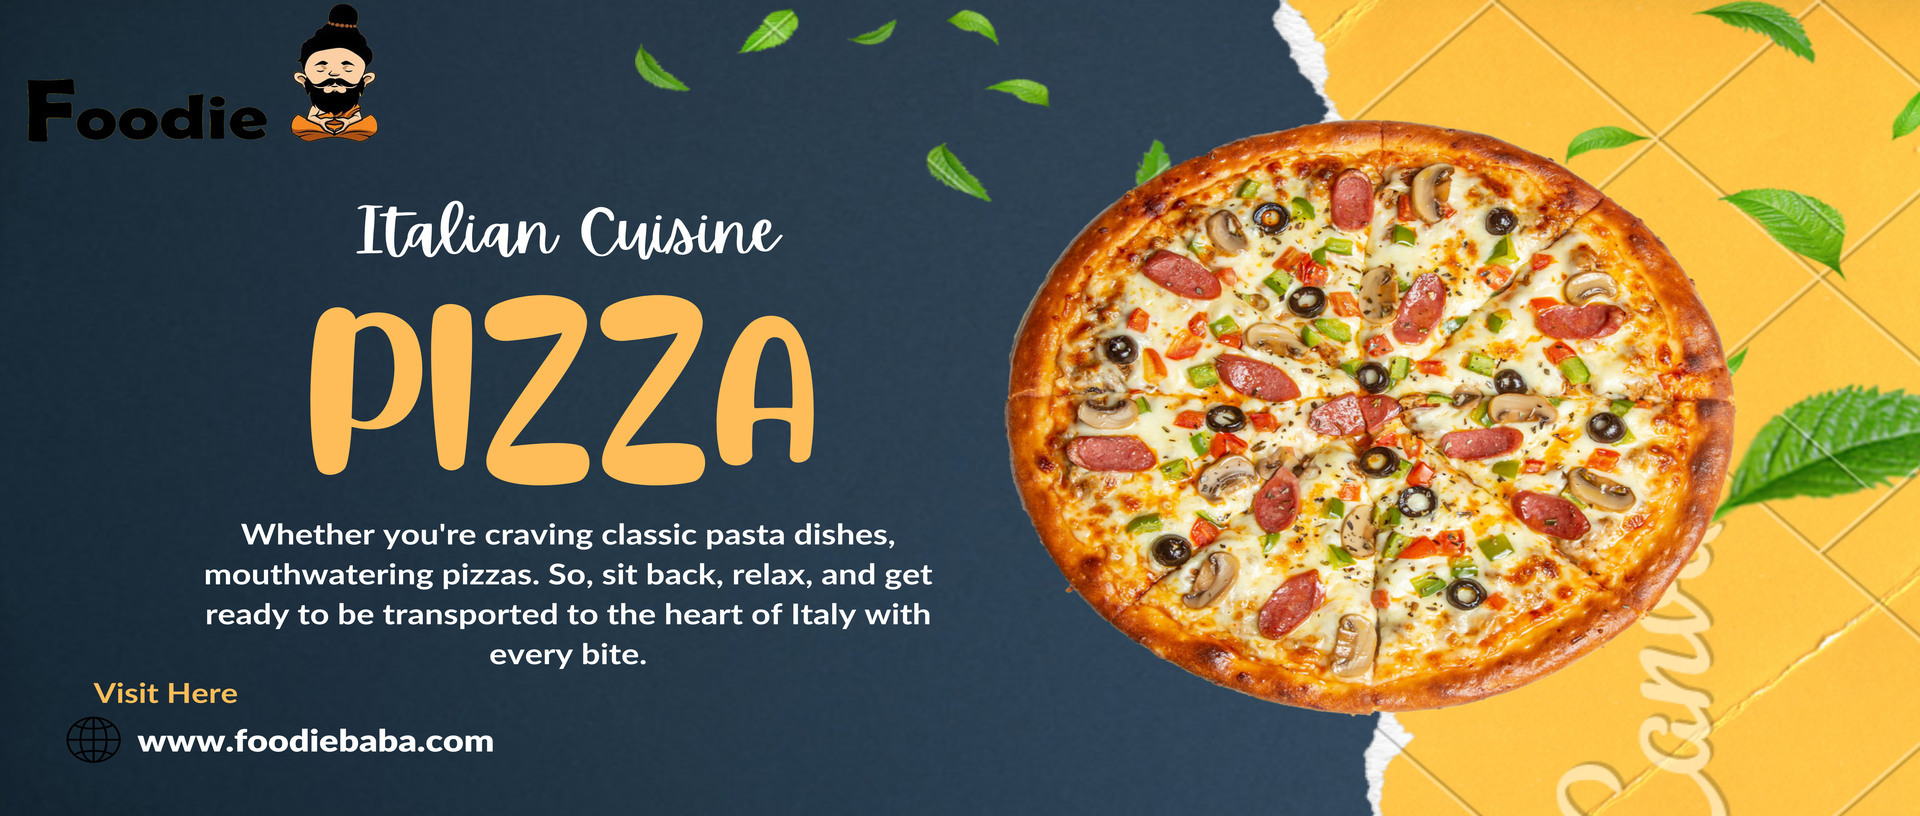 Foodie
Italian Cuisine
PIZZA
Whether you're craving classic pasta dishes,
mouthwatering pizzas. So, sit back, relax, and get
ready to be transported to the heart of Italy with
every bite.
Visit Here
www.foodiebaba.com
Canva